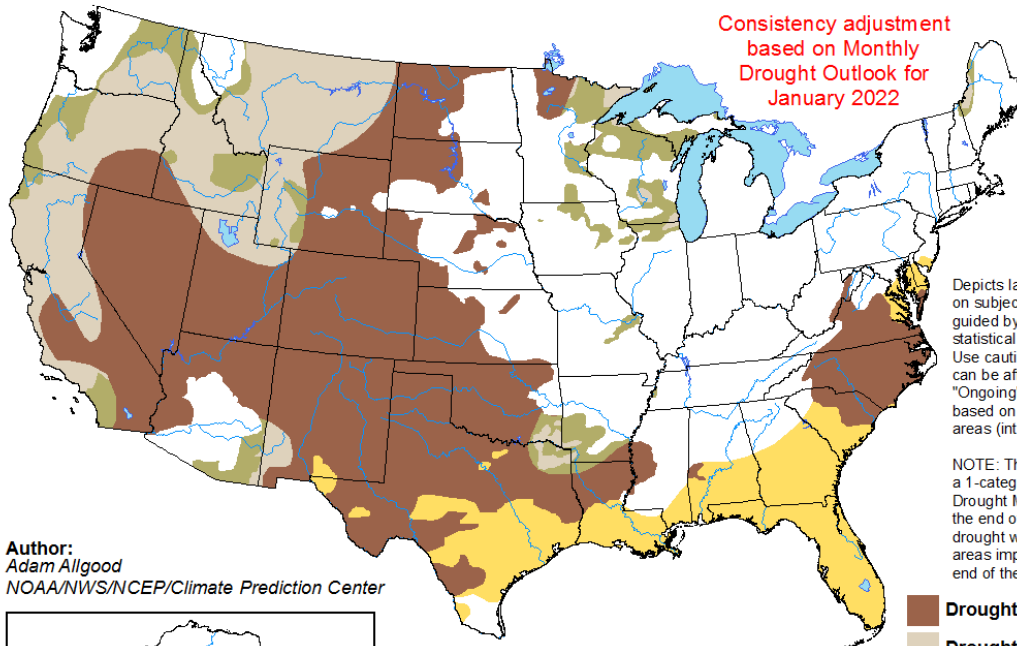 Consistency adjustment
based on Monthly
Drought Outlook for
January 2022
Depicts la
on subjec
guided by
statistical
Use cauti
can be af
"Ongoing
based on
areas (int
NOTE: Th
a 1-categ
Drought M
the end o
drought w
areas imp
end of the
Author:
Adam Allgood
NOAA/NWS/NCEP/Climate Prediction Center
Drought